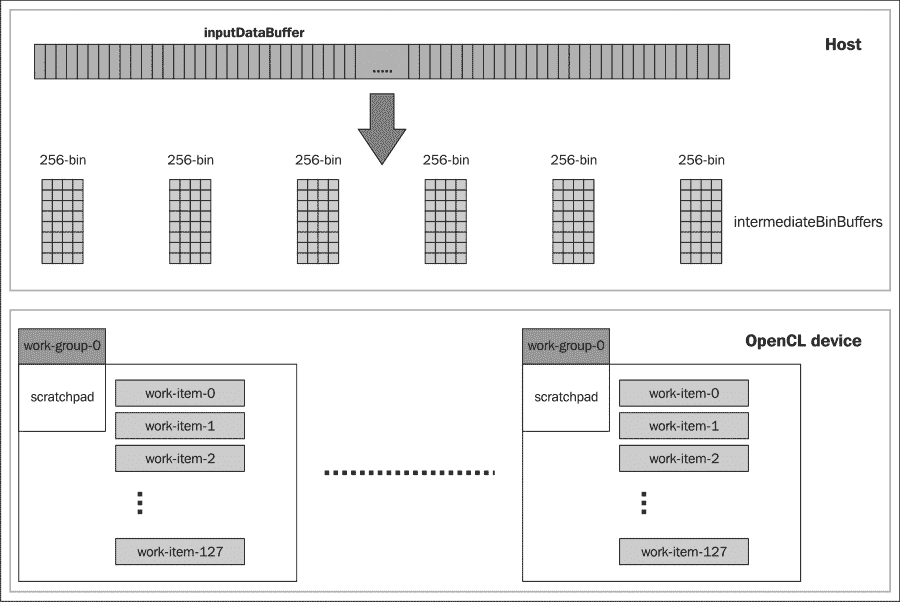 inputDataBuffer
Host
.....
256-bin 256-bin 256-bin 256-bin 256-bin 256-bin
intermediateBinBuffers
OpenCL device
work-group-0 work-group-0
scratchpad scratchpad
work-item-0 work-item-0
work-item-1 work-item-1
work-item-2 work-item-2
work-item-127 work-item-127